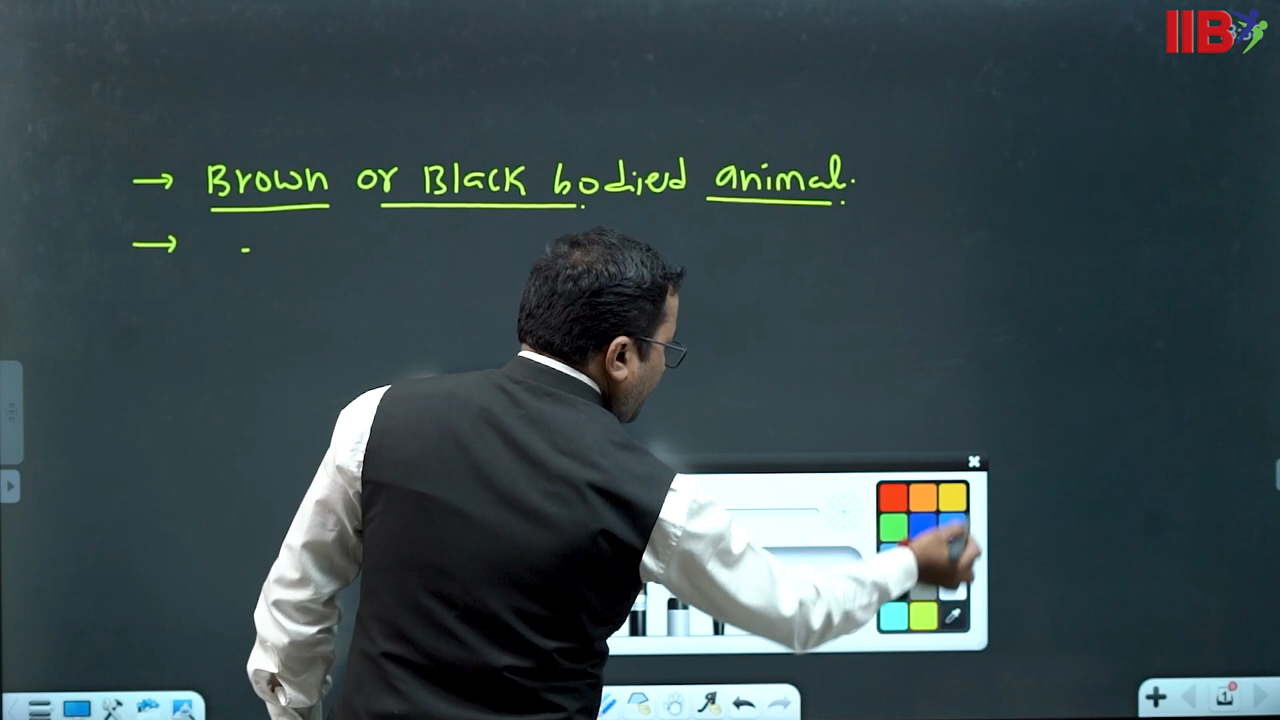 IIB
→ Brown or Black bodied animal.
→ -